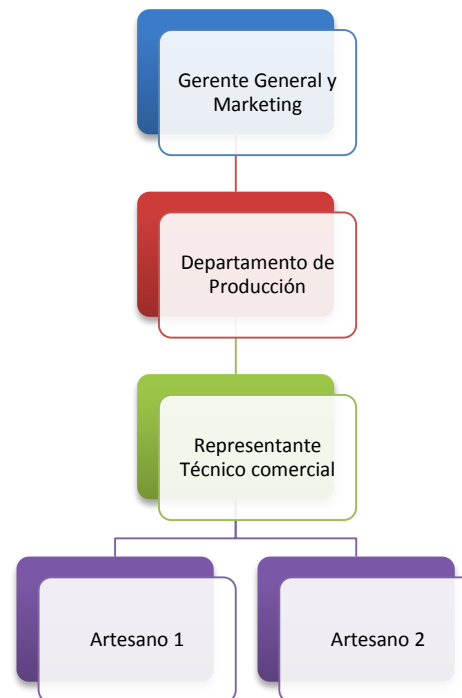 Gerente General y
Marketing
Departamento de
Producción
Representante
Técnico comercial
Artesano 1
Artesano 2